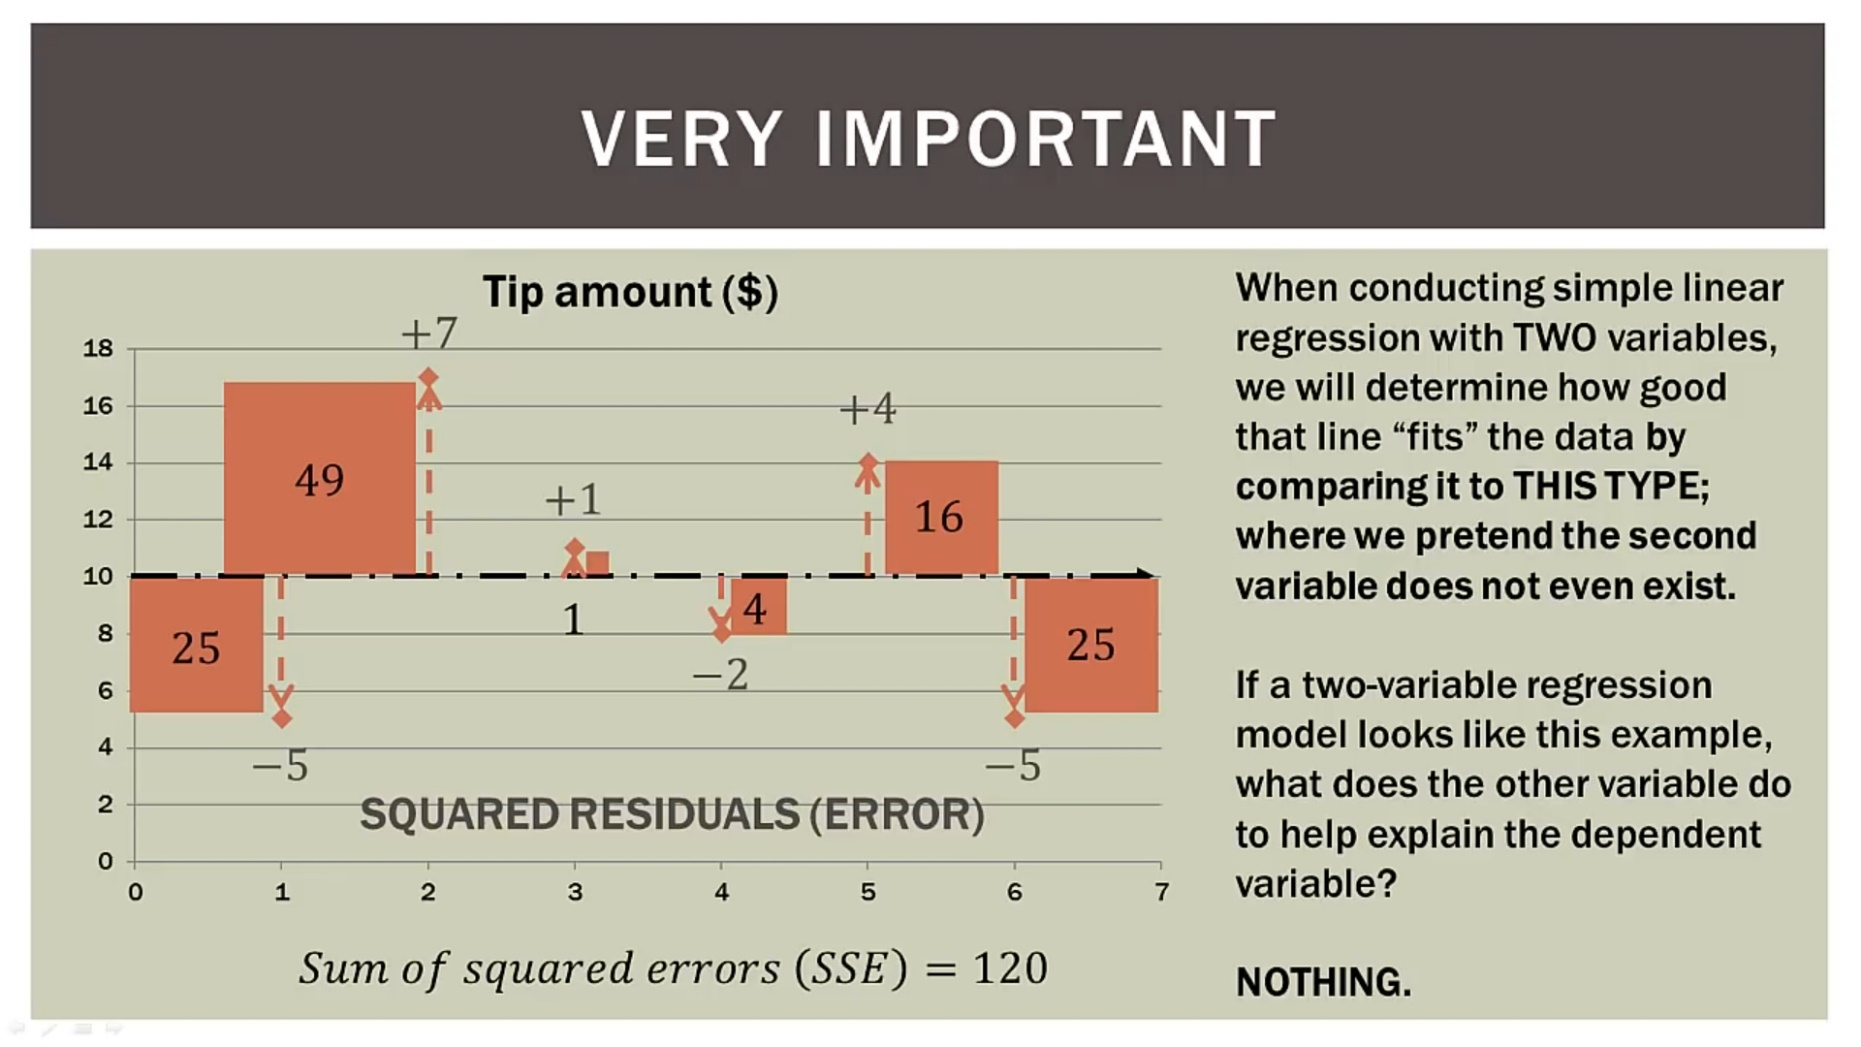 VERY IMPORTANT
Tip amount ($)
+7
18
16
+4
14
49
+1
16
12
10
1
4
25
25
8
−2
6
4
−5
−5
2
SQUARED RESIDUALS (ERROR)
0
0 1 2 3 4 5 6 7
Sum of squared errors (SSE) = 120
When conducting simple linear
regression with TWO variables,
we will determine how good
that line “fits” the data by
comparing it to THIS TYPE;
where we pretend the second
variable does not even exist.
If a two-variable regression
model looks like this example,
what does the other variable do
to help explain the dependent
variable?
NOTHING.